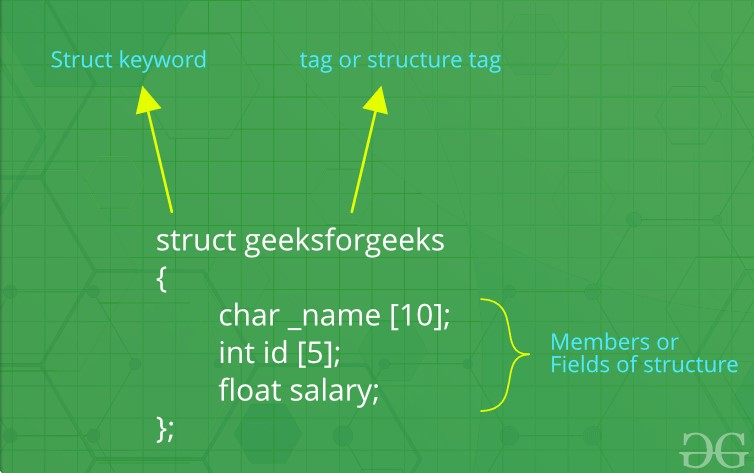 Struct keyword
tag or structure tag
struct geeksforgeeks
{
char _name [10];
int id [5];
float salary;
};
Members or
Fields of structure